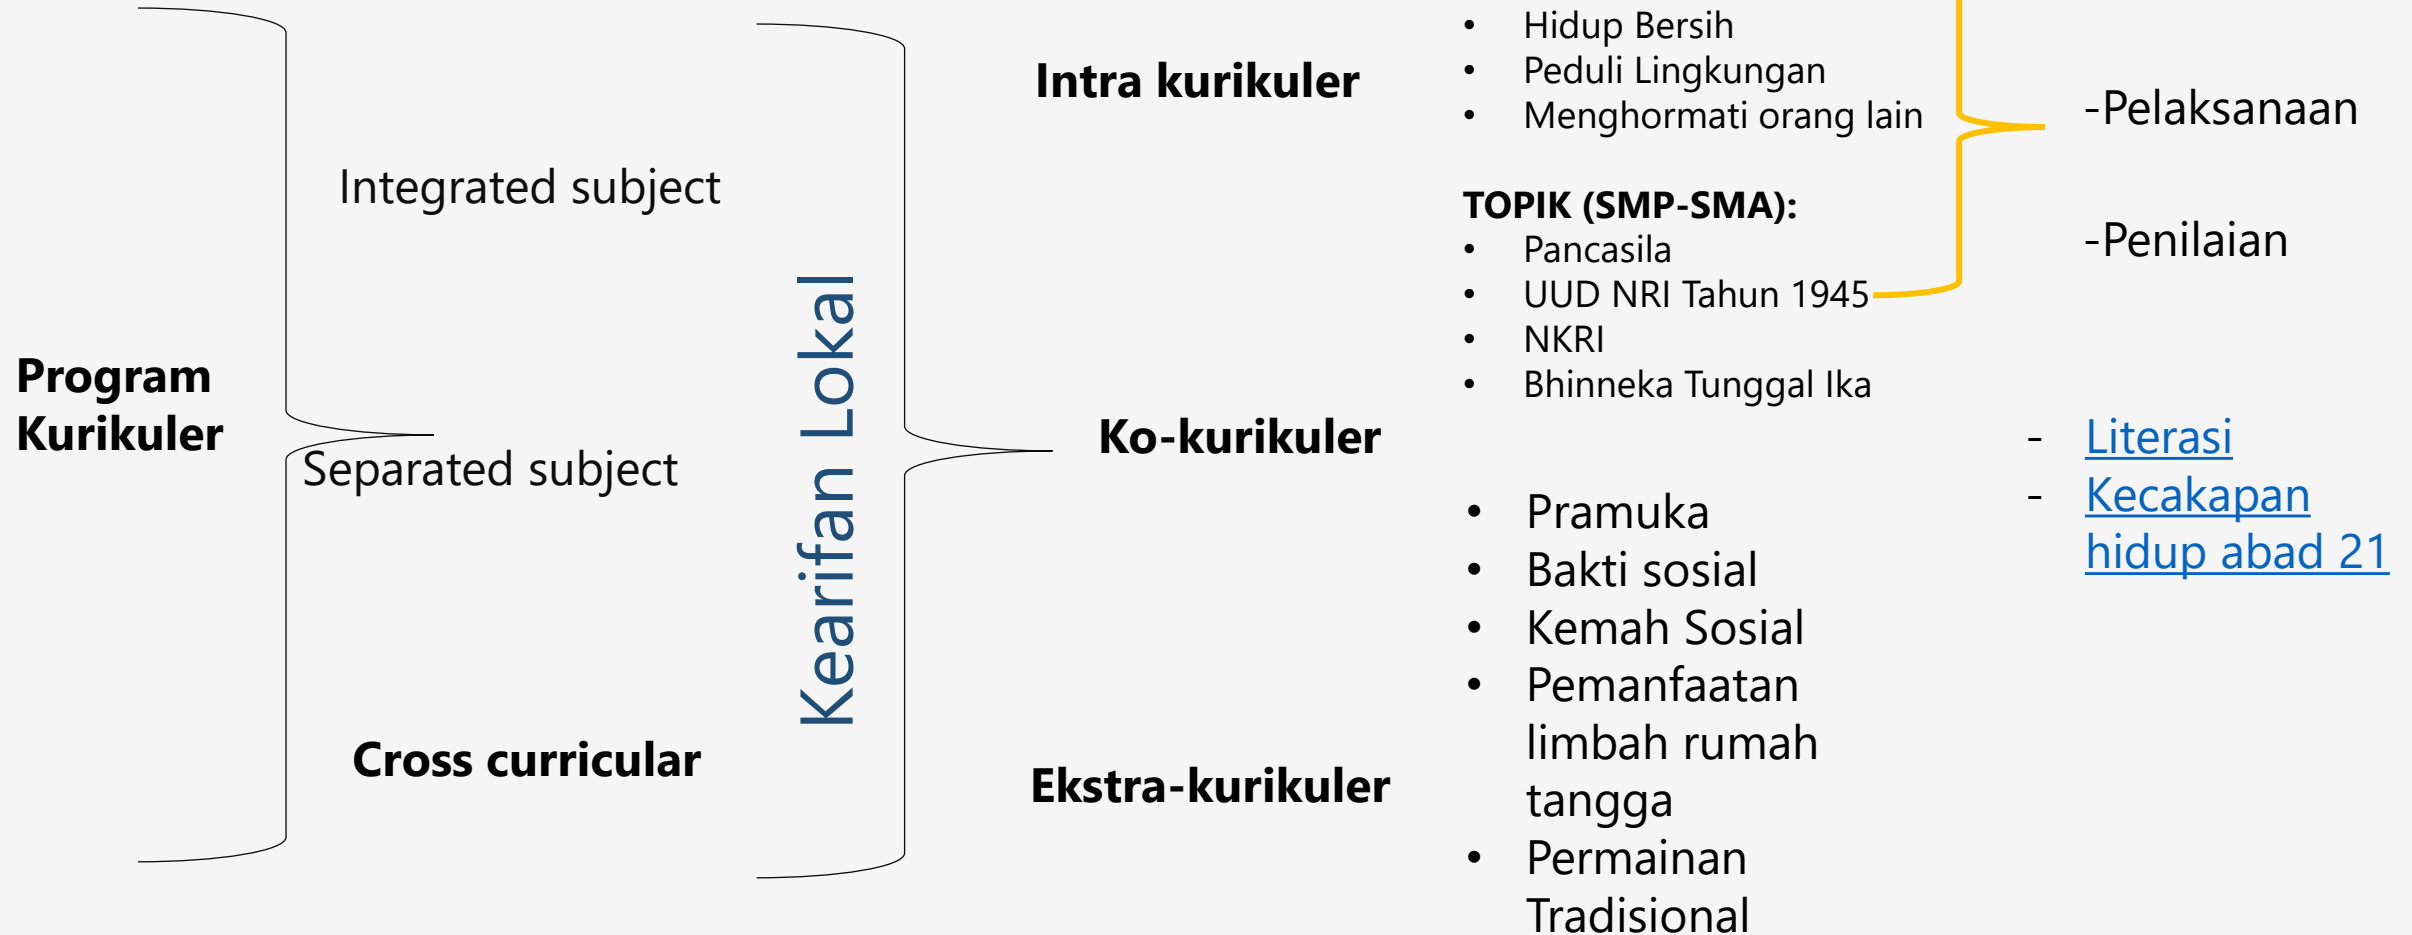 Program
Kurikuler
Integrated subject
Separated subject
Cross curricular
Kearifan Lokal
Intra kurikuler
Ko-kurikuler
Ekstra-kurikuler
• Hidup Bersih
• Peduli Lingkungan
• Menghormati orang lain
TOPIK (SMP-SMA):
• Pancasila
• UUD NRI Tahun 1945
• NKRI
• Bhinneka Tunggal Ika
• Pramuka
• Bakti sosial
• Kemah Sosial
• Pemanfaatan
limbah rumah
tangga
• Permainan
Tradisional
-Pelaksanaan
-Penilaian
- Literasi
- Kecakapan
hidup abad 21